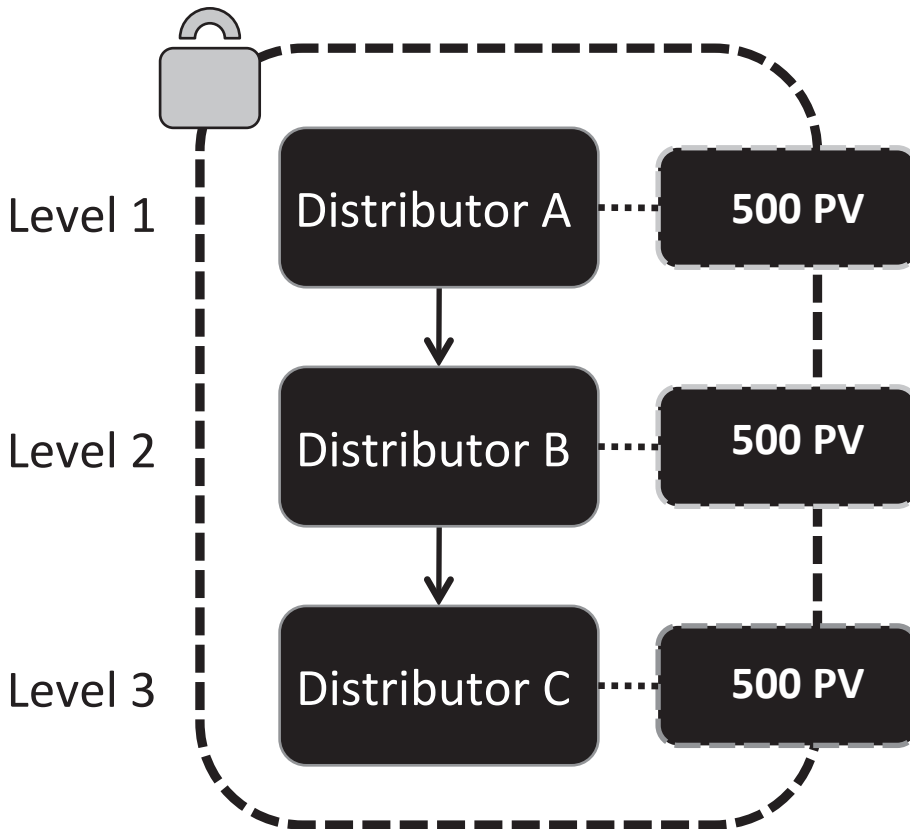 Level 1
Distributor A
500 PV
Level 2
Distributor B
500 PV
Level 3
Distributor C
500 PV